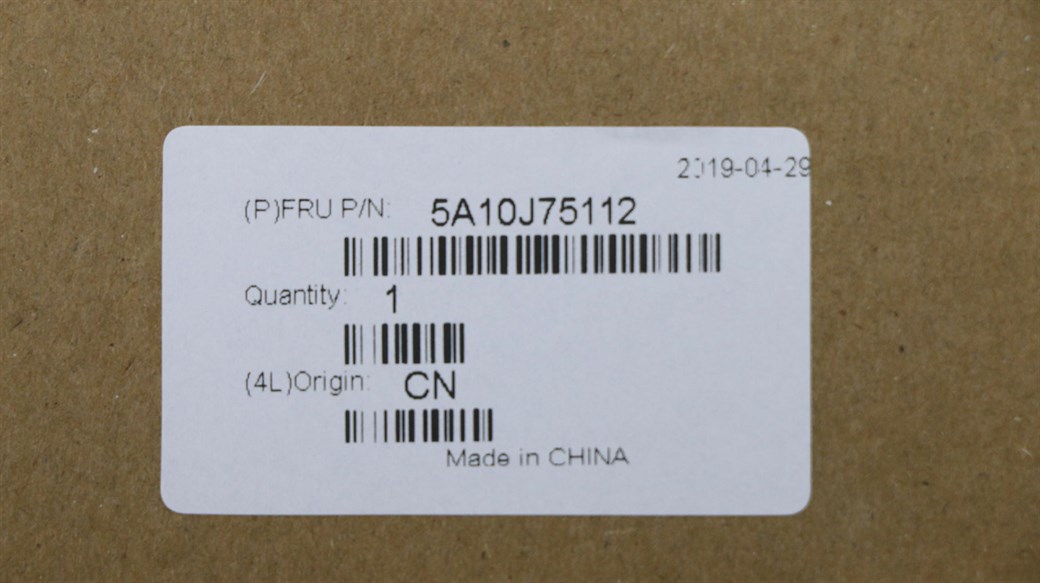 2019-04-29
(P)FRU P/N: 5A10J75112
Quantity: 1
(4L)Origin: CN
Made in CHINA